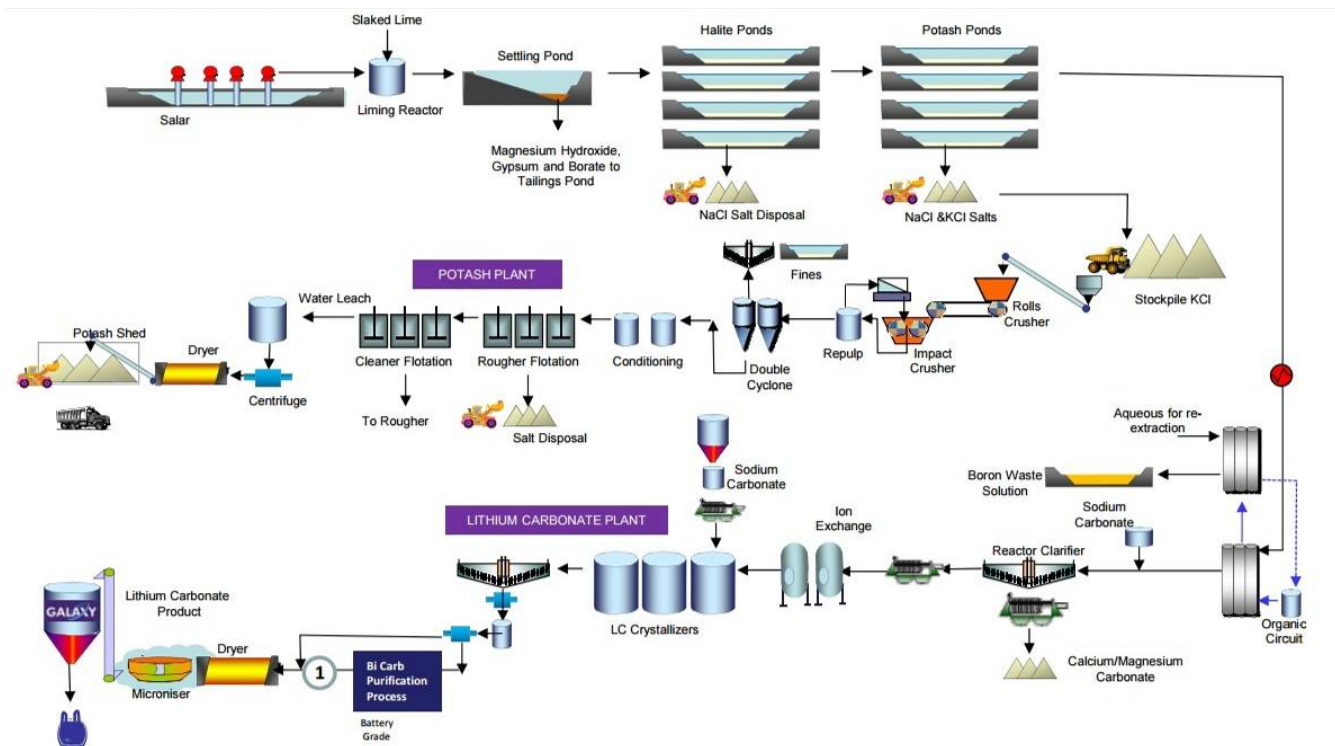 Slaked Lime
Halite Ponds
Potash Ponds
Settling Pond
Salar
Liming Reactor
Magnesium Hydroxide,
Gypsum and Borate to
Tailings Pond
NaCl Salt Disposal
NaCl &KCl Salts
POTASH PLANT
Fines
Stockpile KCl
Water Leach
Rolls
Crusher
Potash Shed
Dryer
Cleaner Flotation
Rougher Flotation
Conditioning
Double
Cyclone
Repulp
Impact
Crusher
Centrifuge
To Rougher
Salt Disposal
Aqueous for re-
extraction
Sodium
Carbonate
Boron Waste
Solution
LITHIUM CARBONATE PLANT
Ion
Exchange
Sodium
Carbonate
Reactor Clarifier
Lithium Carbonate
Product
GALAXY
LC Crystallizers
Organic
Circuit
Dryer
1
Bi Carb
Purification
Process
Calcium/Magnesium
Carbonate
Microniser
Battery
Grade